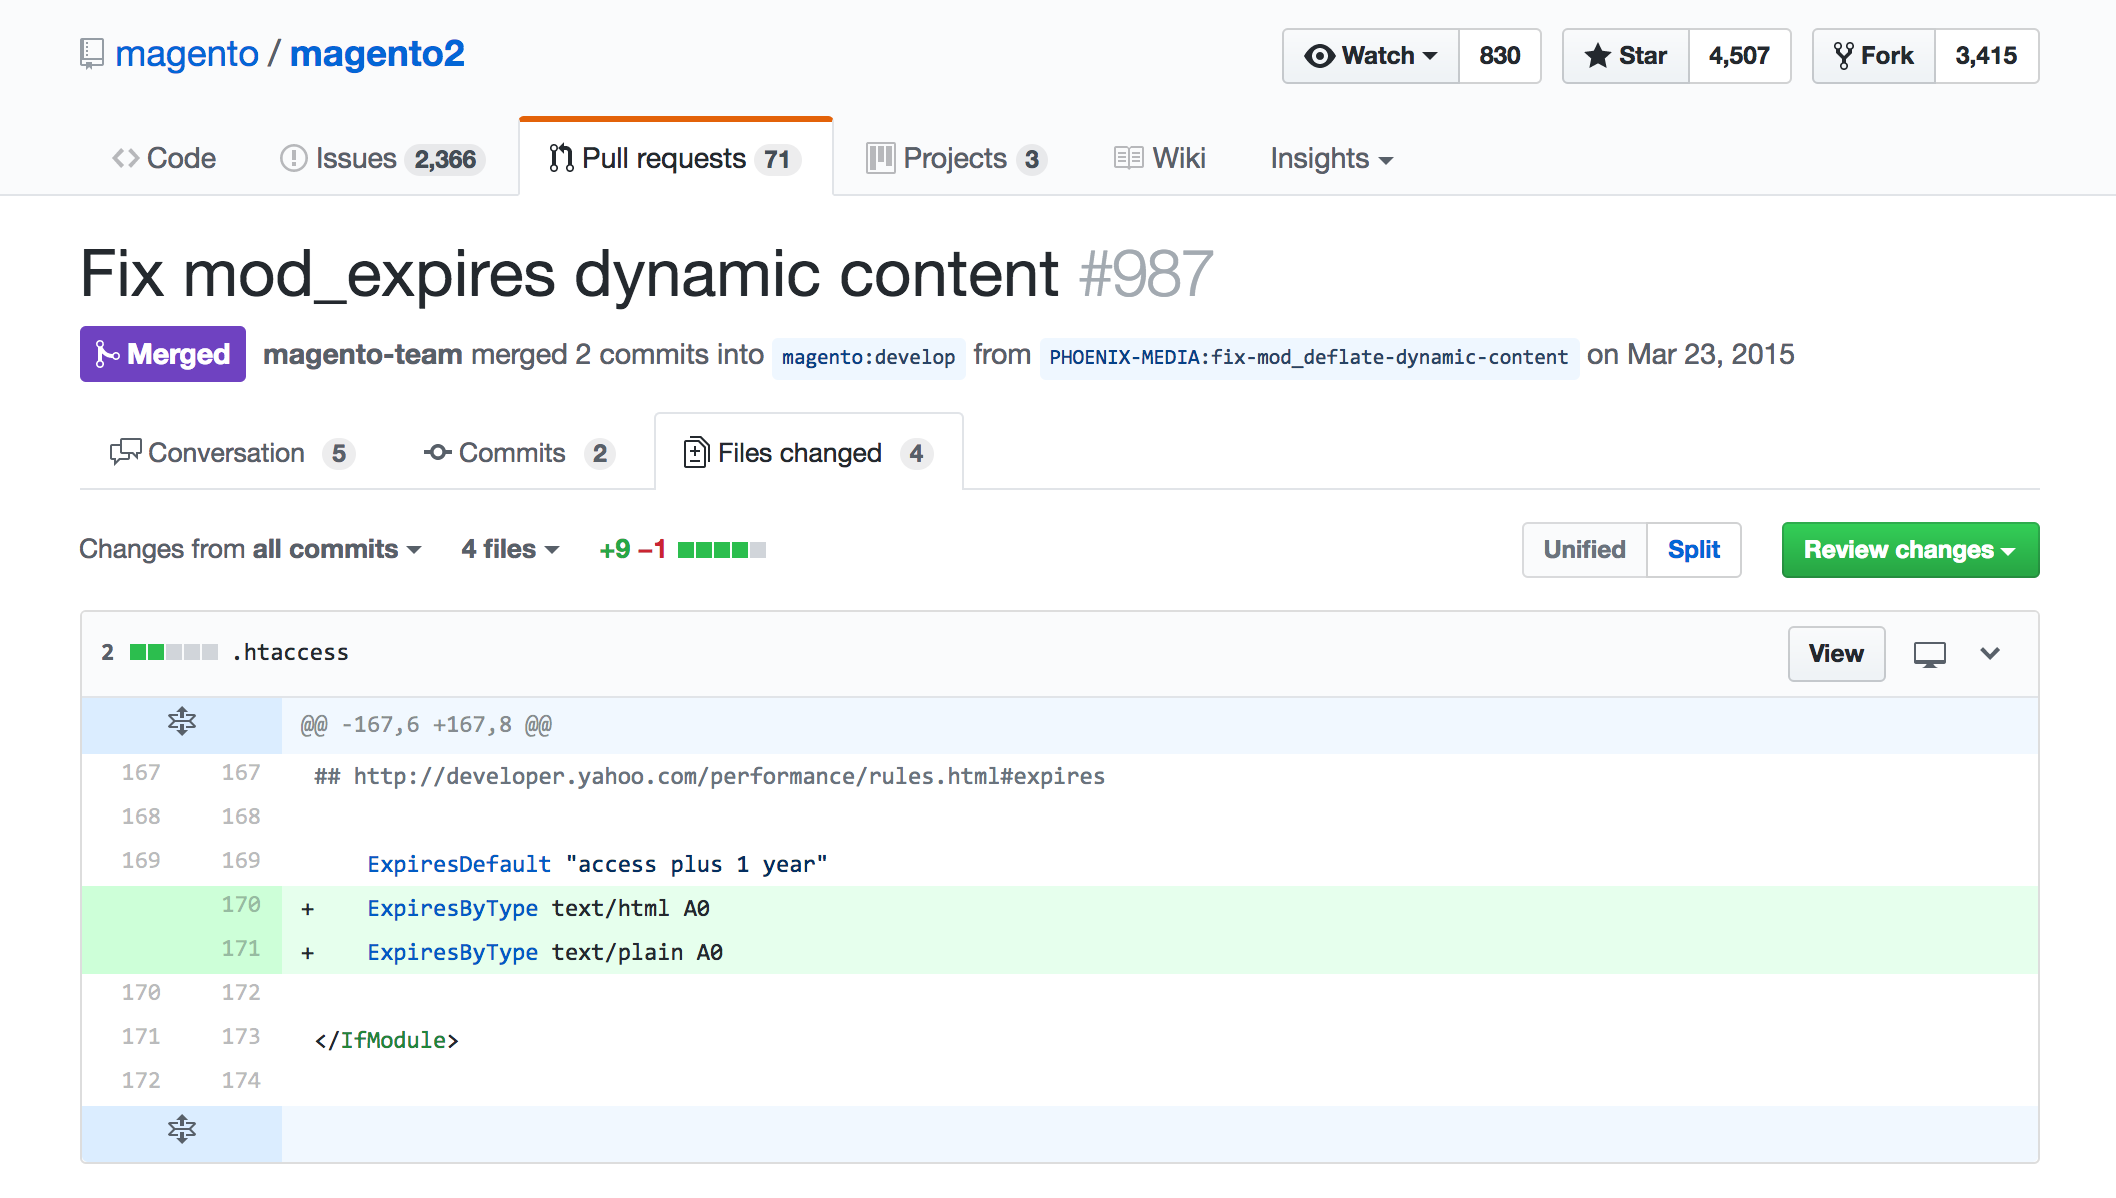 magento / magento2
Watch 830 Star 4,507 Fork 3,415
Code Issues 2,366 Pull requests 71 Projects 3 Wiki Insights
Fix mod_expires dynamic content #987
Merged magento-team merged 2 commits into magento:develop from PHOENIX-MEDIA:fix-mod_deflate-dynamic-content on Mar 23, 2015
Conversation 5 Commits 2 Files changed 4
Changes from all commits 4 files +9 −1 Unified Split Review changes
2 .htaccess View
@@ -167,6 +167,8 @@
167 167 ## http://developer.yahoo.com/performance/rules.html#expires
168 168
169 169 ExpiresDefault "access plus 1 year"
170 + ExpiresByType text/html A0
171 + ExpiresByType text/plain A0
170 172
171 173 </IfModule>
172 174